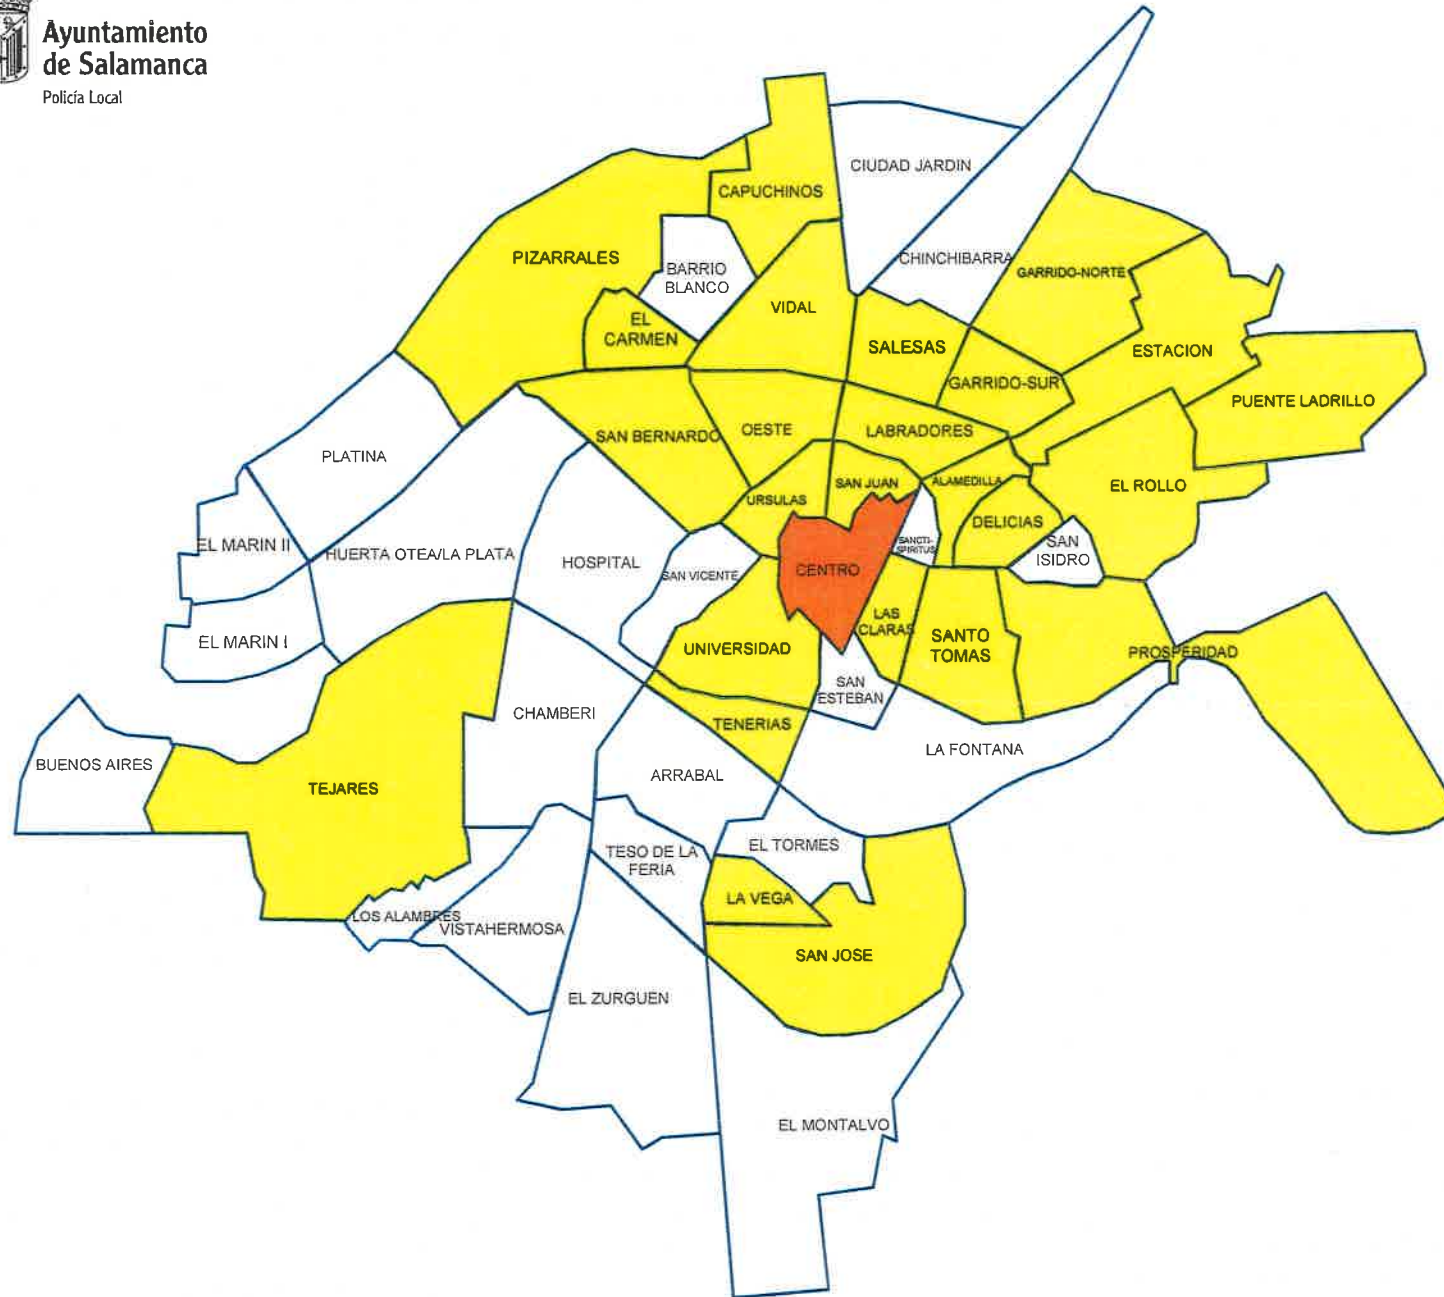 Ayuntamiento
de Salamanca
Policía Local
CIUDAD JARDIN
CAPUCHINOS
PIZARRALES
CHINCHIBARRA
BARRIO
BLANCO
GARRIDO-NORTE
VIDAL
EL
CARMEN
SALESAS
ESTACION
GARRIDO-SUR
PUENTE LADRILLO
SAN BERNARDO
OESTE
LABRADORES
PLATINA
SAN JUAN
ALAMEDILLA
EL ROLLO
URSULAS
DELICIAS
EL MARIN II
HUERTA OTEA/LA PLATA
HOSPITAL
SANCTI-
SPIRITUS
SAN
ISIDRO
SAN VICENTE
CENTRO
LAS
CLARAS
EL MARIN I
UNIVERSIDAD
SANTO
TOMAS
PROSPERIDAD
SAN
ESTEBAN
CHAMBERI
TENERIAS
LA FONTANA
BUENOS AIRES
ARRABAL
TEJARES
EL TORMES
TESO DE LA
FERIA
LA VEGA
LOS ALAMBRES
VISTAHERMOSA
SAN JOSE
EL ZURGUEN
EL MONTALVO